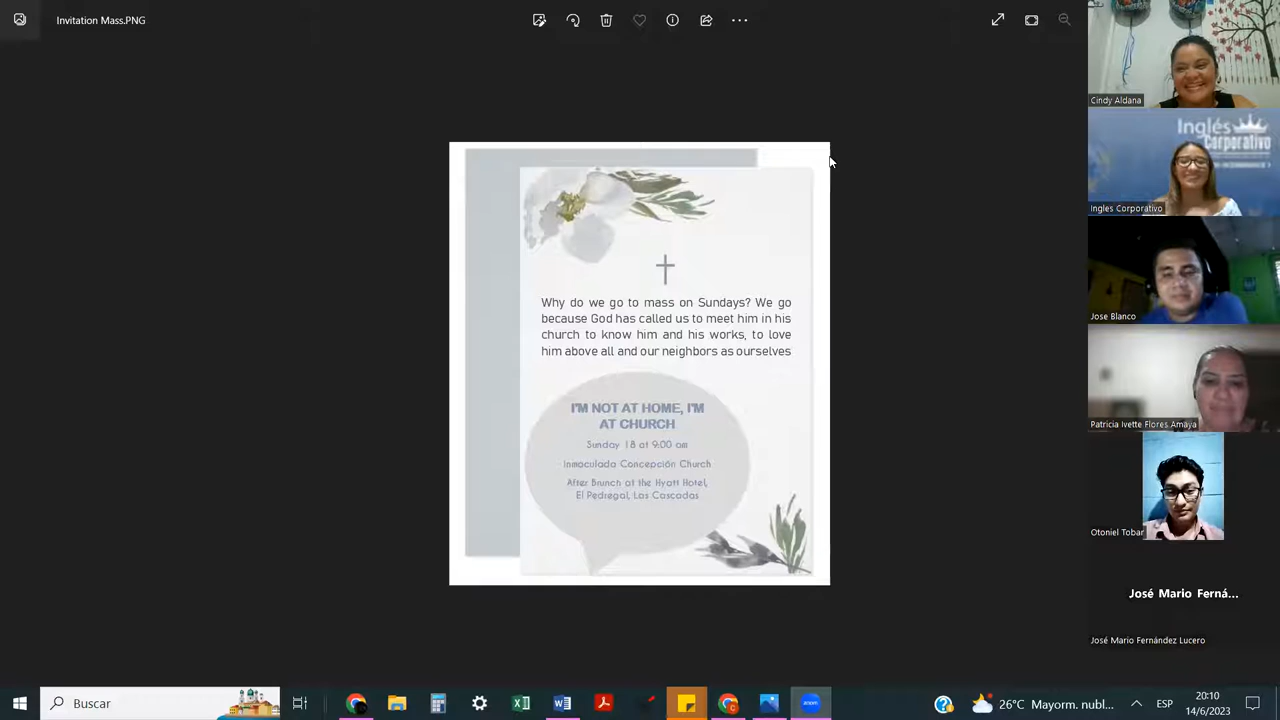 Invitation Mass.PNG
Why do we go to mass on Sundays? We go
because God has called us to meet him in his
church to know him and his works, to love
him above all and our neighbors as ourselves
I'M NOT AT HOME, I'M
AT CHURCH
Sunday 18 at 9:00 am
Inmaculada Concepción Church
After Brunch at the Hyatt Hotel,
El Pedregal, Las Cascadas
Cindy Aldana
Inglés
Corporativo
Ingles Corporativo
Jose Blanco
Patricia Ivette Flores Amaya
Otoniel Tobar
José Mario Ferná...
José Mario Fernández Lucero
Buscar
26°C Mayorm. nubl...
ESP
20:10
14/6/2023